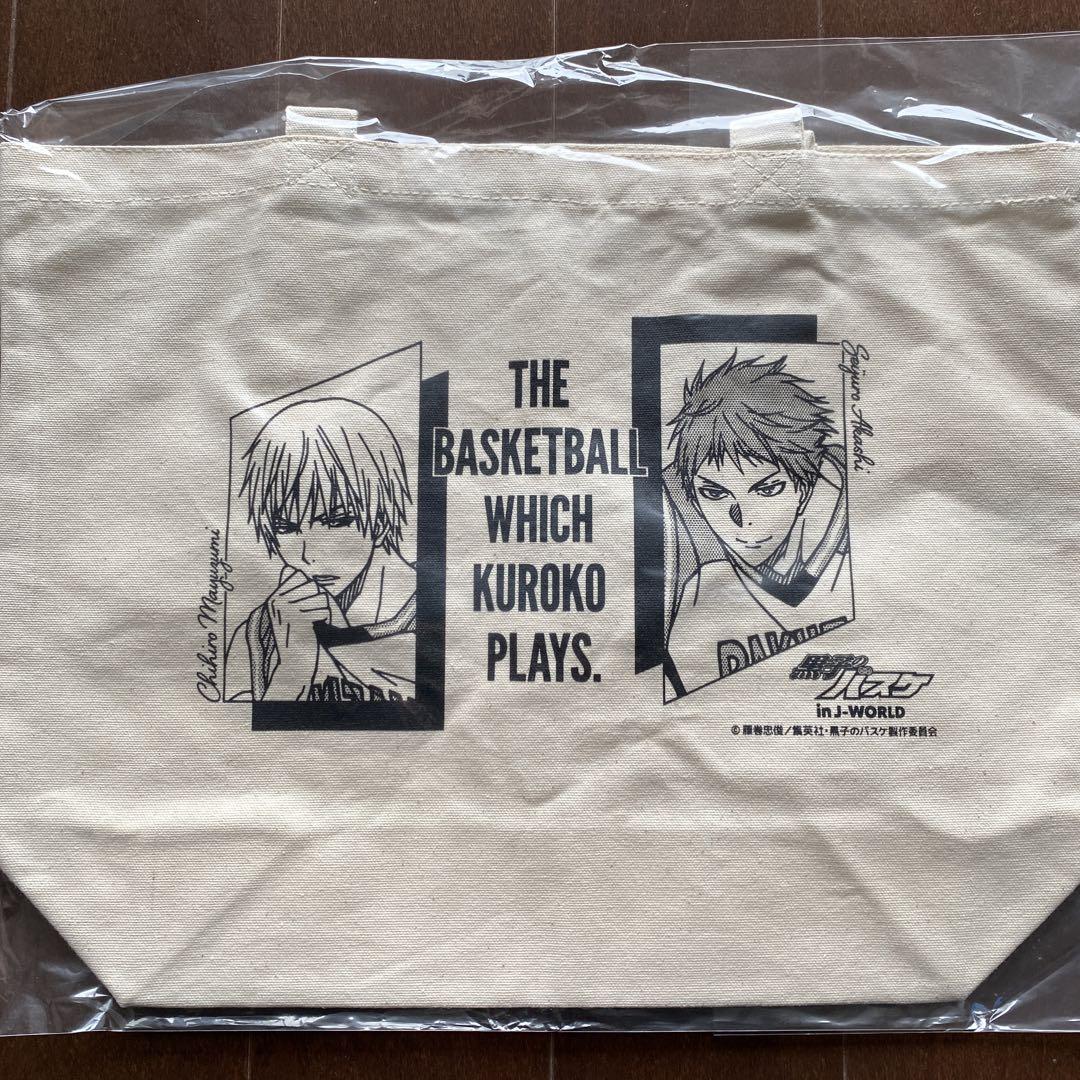 THE
BASKETBALL
WHICH
KUROKO
PLAYS.
Chihiro Mayuzumi
Seijuro Akashi
黒子のバスケ
in J-WORLD
© 藤巻忠俊/集英社・黒子のバスケ製作委員会